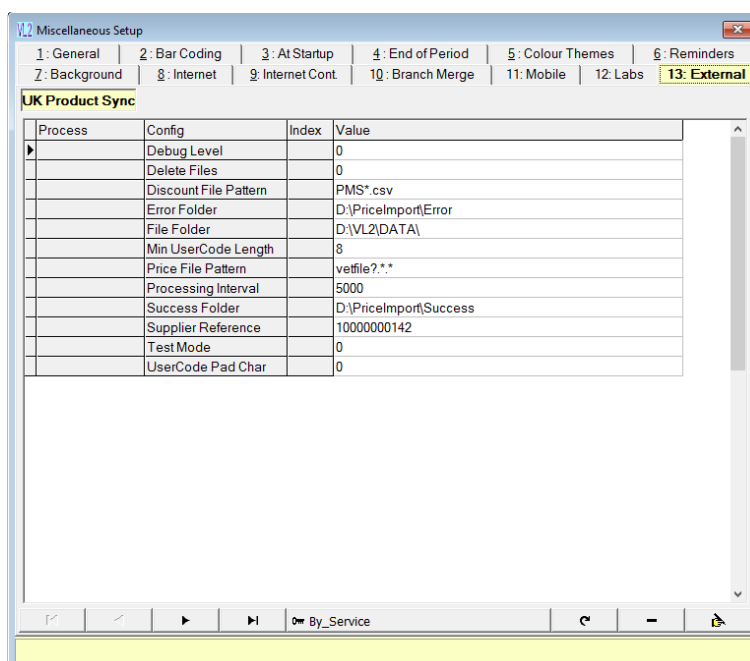 VL2 Miscellaneous Setup
1 : General 2 : Bar Coding 3 : At Startup 4 : End of Period 5 : Colour Themes 6 : Reminders
7 : Background 8 : Internet 9: Internet Cont. 10 : Branch Merge 11: Mobile 12: Labs 13: External
UK Product Sync
Process Config Index Value
Debug Level 0
Delete Files 0
Discount File Pattern PMS*.csv
Error Folder D:\PriceImport\Error
File Folder D:\VL2\DATA\
Min UserCode Length 8
Price File Pattern vetfile?.*.*
Processing Interval 5000
Success Folder D:\PriceImport\Success
Supplier Reference 10000000142
Test Mode 0
UserCode Pad Char 0
By_Service